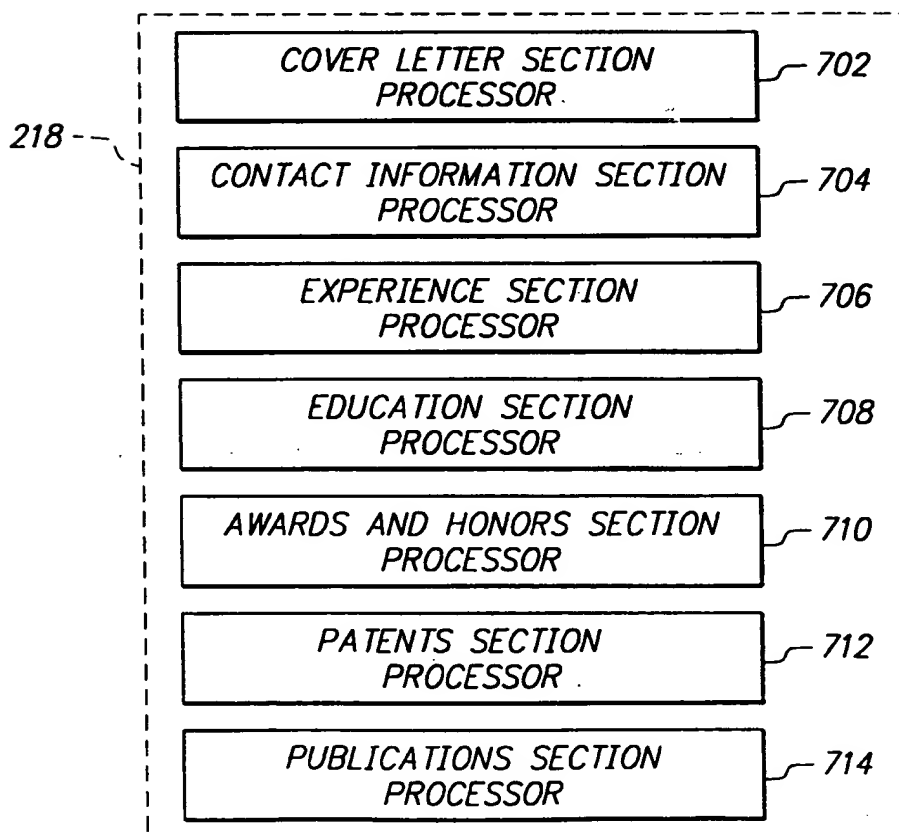 COVER LETTER SECTION
PROCESSOR
702
218
CONTACT INFORMATION SECTION
PROCESSOR
704
EXPERIENCE SECTION
PROCESSOR
706
EDUCATION SECTION
PROCESSOR
708
AWARDS AND HONORS SECTION
PROCESSOR
710
PATENTS SECTION
PROCESSOR
712
PUBLICATIONS SECTION
PROCESSOR
714